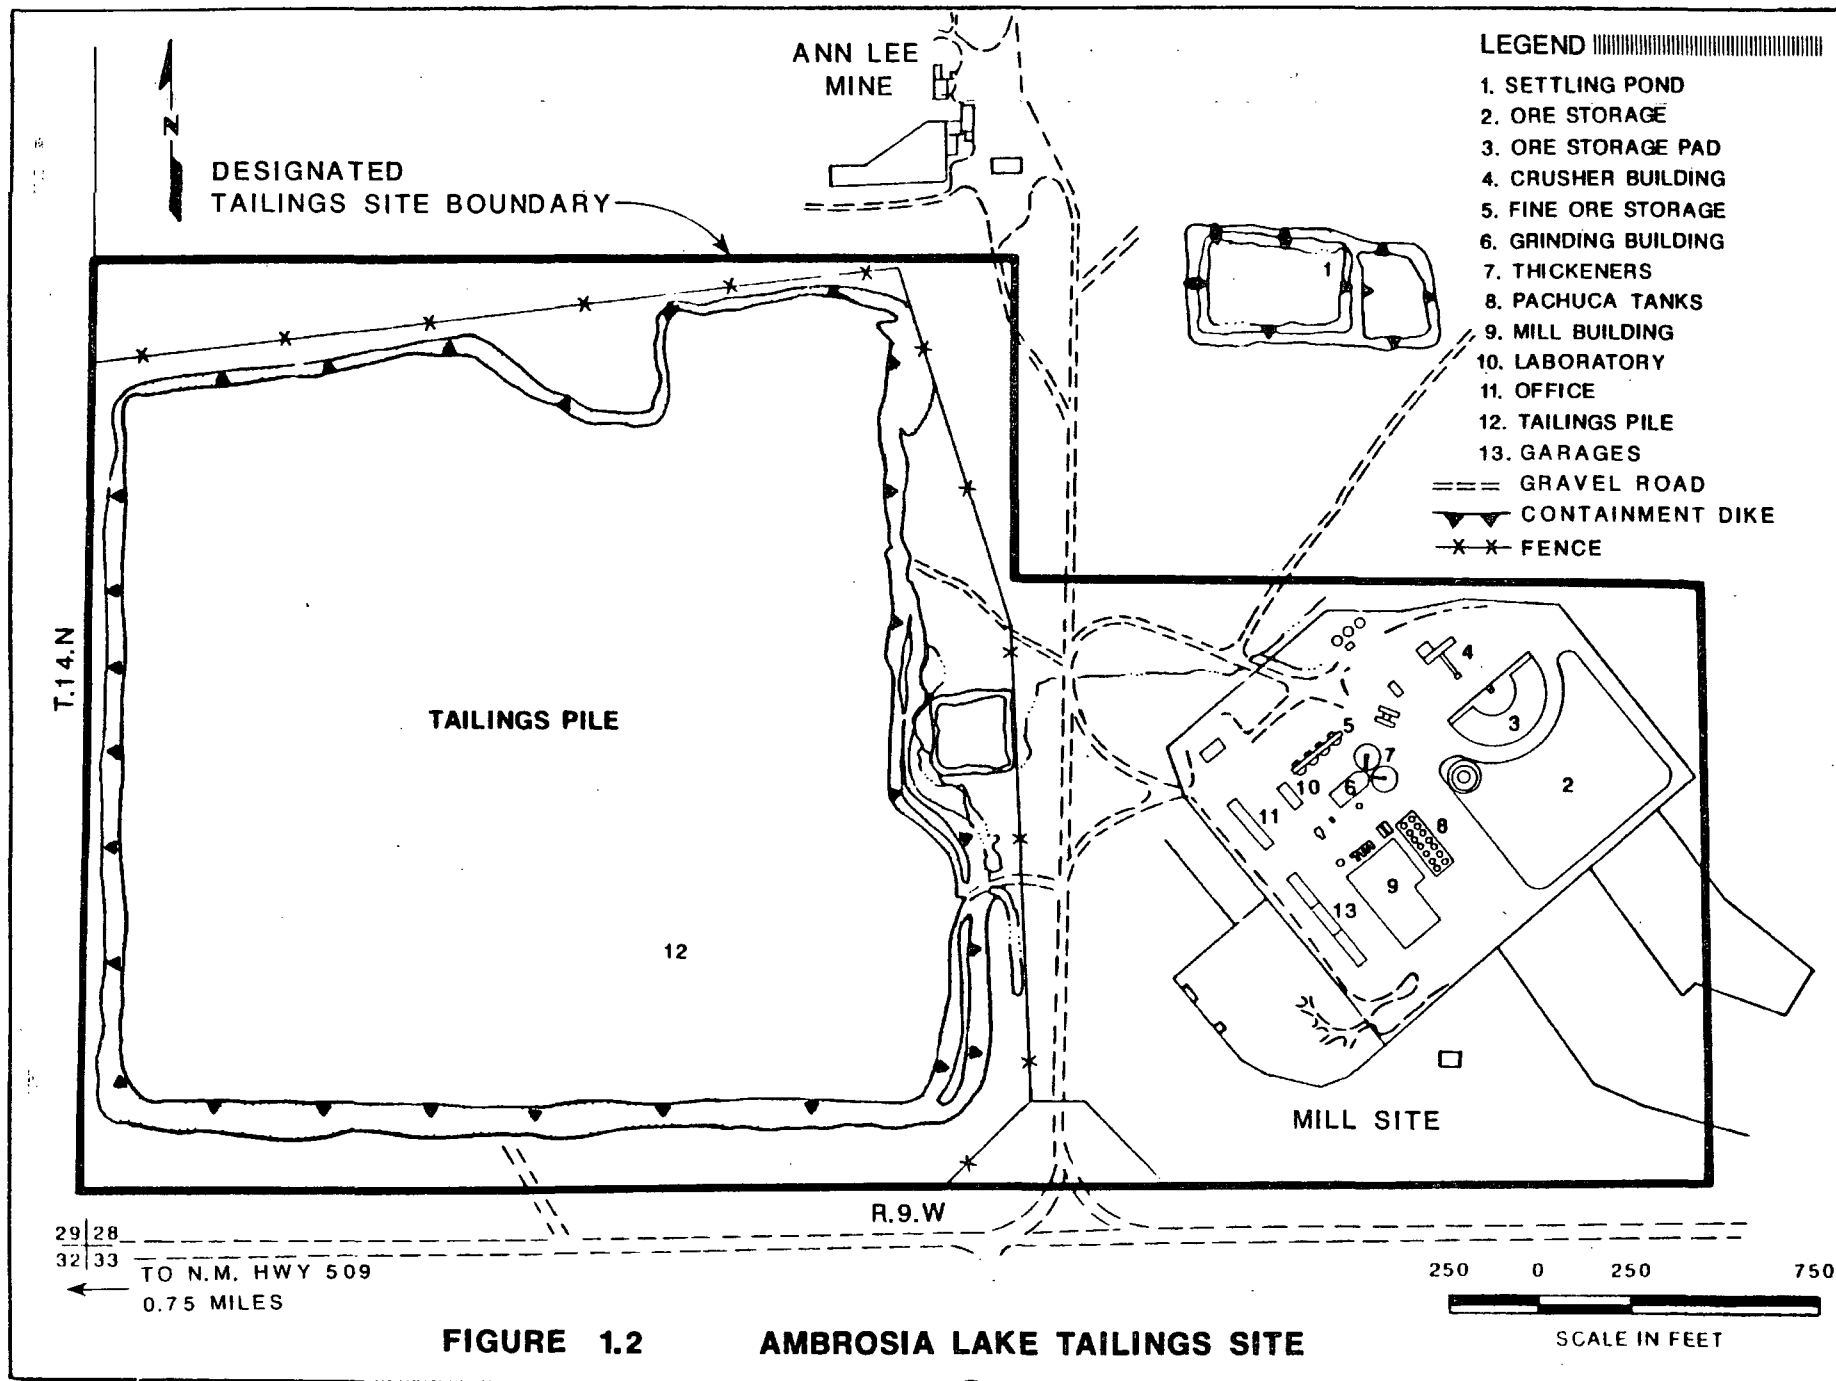 ANN LEE
MINE
N
DESIGNATED
TAILINGS SITE BOUNDARY
LEGEND
1. SETTLING POND
2. ORE STORAGE
3. ORE STORAGE PAD
4. CRUSHER BUILDING
5. FINE ORE STORAGE
6. GRINDING BUILDING
7. THICKENERS
8. PACHUCA TANKS
9. MILL BUILDING
10. LABORATORY
11. OFFICE
12. TAILINGS PILE
13. GARAGES
GRAVEL ROAD
CONTAINMENT DIKE
FENCE
1
T.14.N
TAILINGS PILE
12
4
3
5
7
2
10
6
11
8
9
13
MILL SITE
R.9.W
29 28
32 33
TO N.M. HWY 509
0.75 MILES
250 0 250 750
SCALE IN FEET
FIGURE 1.2 AMBROSIA LAKE TAILINGS SITE